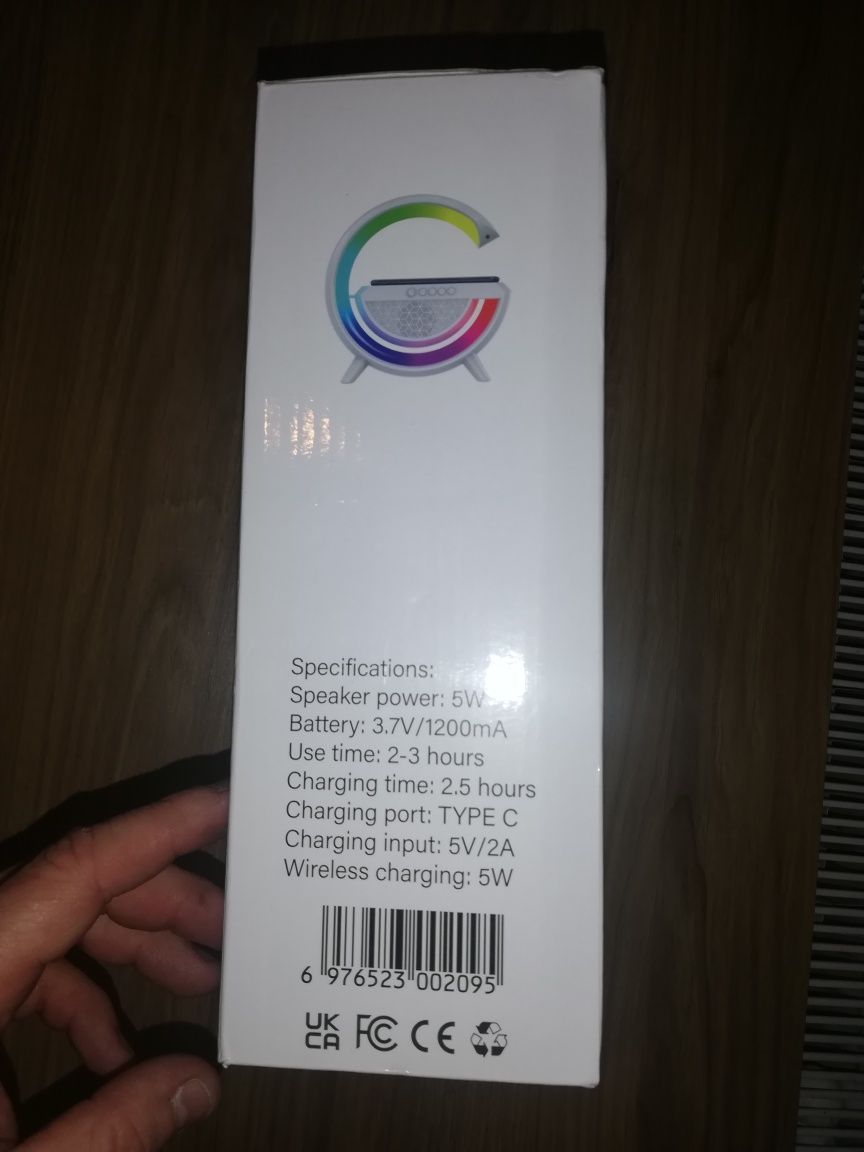 Specifications:
Speaker power: 5W
Battery: 3.7V/1200mA
Use time: 2-3 hours
Charging time: 2.5 hours
Charging port: TYPE C
Charging input: 5V/2A
Wireless charging: 5W
6 976523 002095
UK
CA FC CE